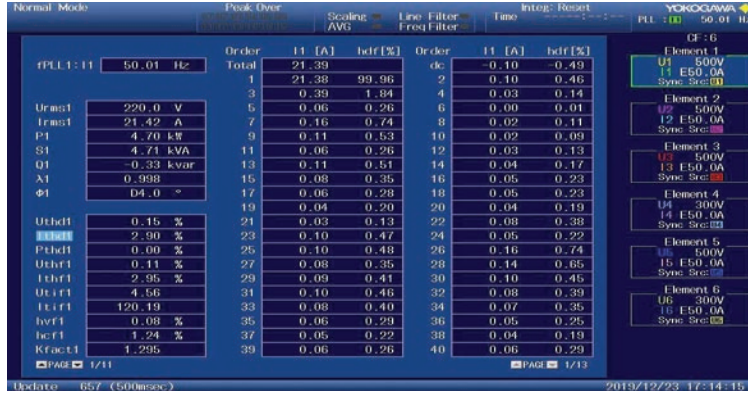 Normal Mode Peak Over Scaling AVG Line Filter Freq Filter Time Integ: Reset YOKOGAWA
PLL : I1 50.01 H
CF:6
fPLL1:I1 50.01 Hz
Urms1 220.0 V
Irms1 21.42 A
P1 4.70 kW
S1 4.71 kVA
Q1 -0.33 kvar
λ1 0.998
Φ1 D4.0 °
Uthd1 0.15 %
Ithd1 2.90 %
Pthd1 0.00 %
Uthf1 0.11 %
Ithf1 2.95 %
Utif1 4.56
Itif1 120.19
hvf1 0.08 %
hcf1 1.24 %
Kfact1 1.295
PAGE 1/11
Order I1 [A] hdf[%] Order I1 [A] hdf[%]
Total 21.39 dc -0.10 -0.49
1 21.38 99.96 2 0.10 0.46
3 0.39 1.84 4 0.03 0.14
5 0.06 0.26 6 0.00 0.01
7 0.16 0.74 8 0.02 0.11
9 0.11 0.53 10 0.02 0.09
11 0.06 0.26 12 0.03 0.13
13 0.11 0.51 14 0.04 0.17
15 0.08 0.35 16 0.05 0.23
17 0.06 0.28 18 0.05 0.23
19 0.04 0.20 20 0.04 0.19
21 0.03 0.13 22 0.08 0.38
23 0.10 0.47 24 0.05 0.22
25 0.10 0.48 26 0.16 0.74
27 0.08 0.35 28 0.14 0.65
29 0.09 0.41 30 0.10 0.45
31 0.10 0.46 32 0.08 0.39
33 0.08 0.40 34 0.07 0.35
35 0.06 0.29 36 0.05 0.25
37 0.05 0.22 38 0.04 0.19
39 0.06 0.26 40 0.06 0.29
PAGE 1/13
Element 1
U1 500V
I1 E50.0A
Sync Src:U1
Element 2
U2 500V
I2 E50.0A
Sync Src:
Element 3
U3 500V
I3 E50.0A
Sync Src:
Element 4
U4 300V
I4 E50.0A
Sync Src:U4
Element 5
U5 500V
I5 E50.0A
Sync Src:
Element 6
U6 300V
I6 E50.0A
Sync Src:U6
Update 657 (500msec) 2019/12/23 17:14:15